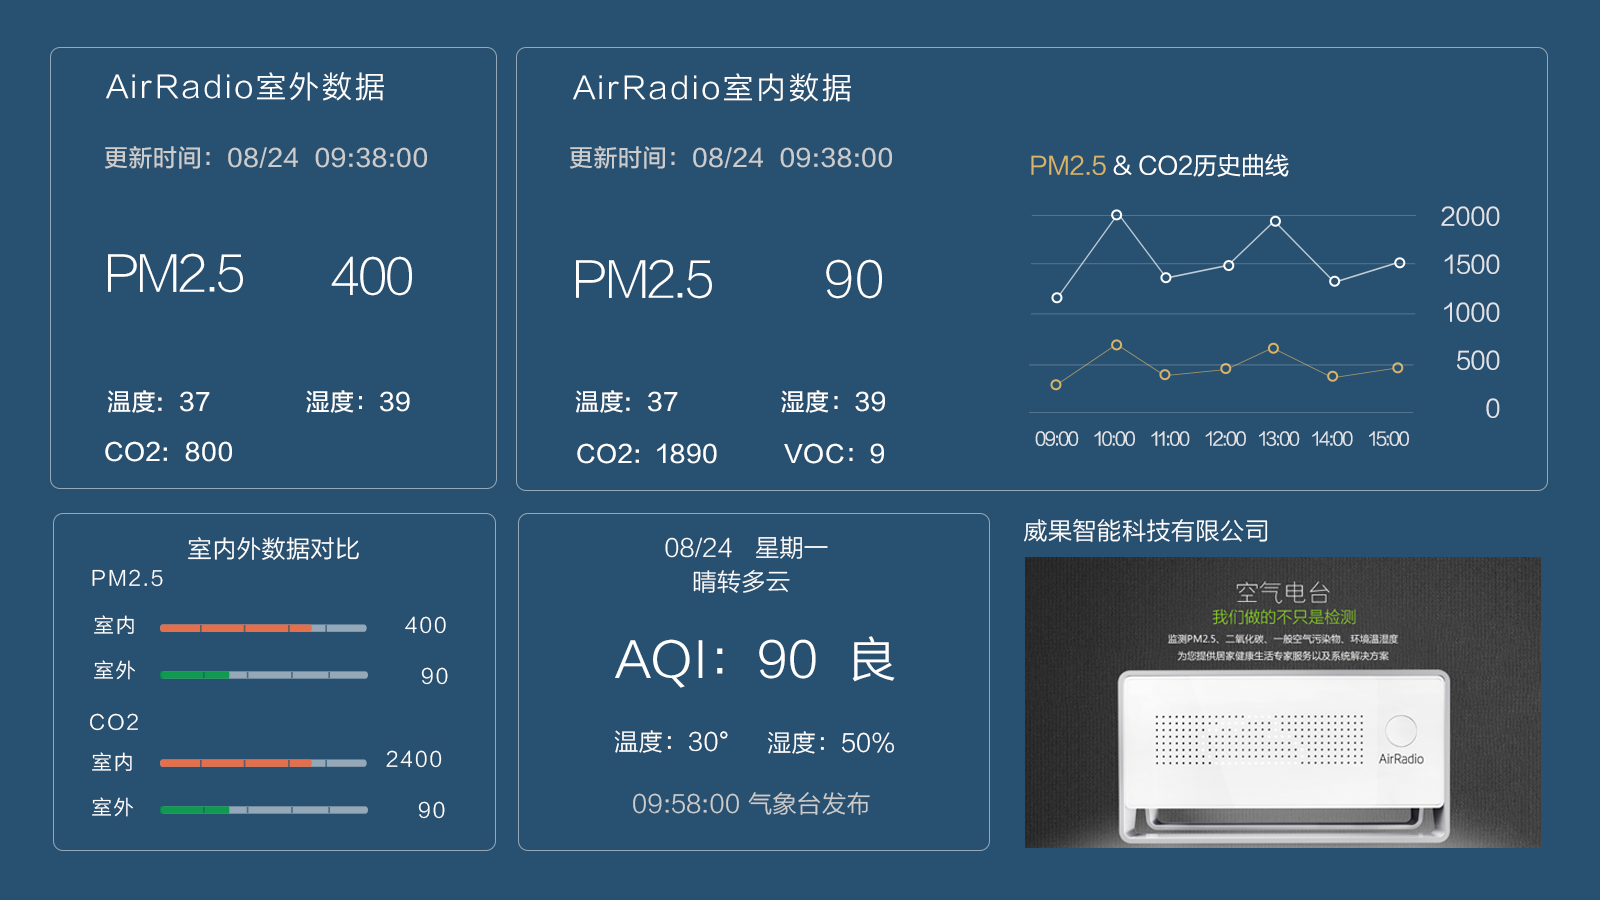 AirRadio室外数据
更新时间：08/24 09:38:00
PM2.5 400
温度：37 湿度：39
CO2：800
AirRadio室内数据
更新时间：08/24 09:38:00
PM2.5 90
温度：37 湿度：39
CO2：1890 VOC：9
PM2.5 & CO2历史曲线
2000
1500
1000
500
0
09:00 10:00 11:00 12:00 13:00 14:00 15:00
室内外数据对比
PM2.5
室内 400
室外 90
CO2
室内 2400
室外 90
08/24 星期一
晴转多云
AQI：90 良
温度：30° 湿度：50%
09:58:00 气象台发布
威果智能科技有限公司
空气电台
我们做的不只是检测
监测PM2.5、二氧化碳、一般空气污染物、环境温湿度
为您提供居家健康生活专家服务以及系统解决方案
AirRadio